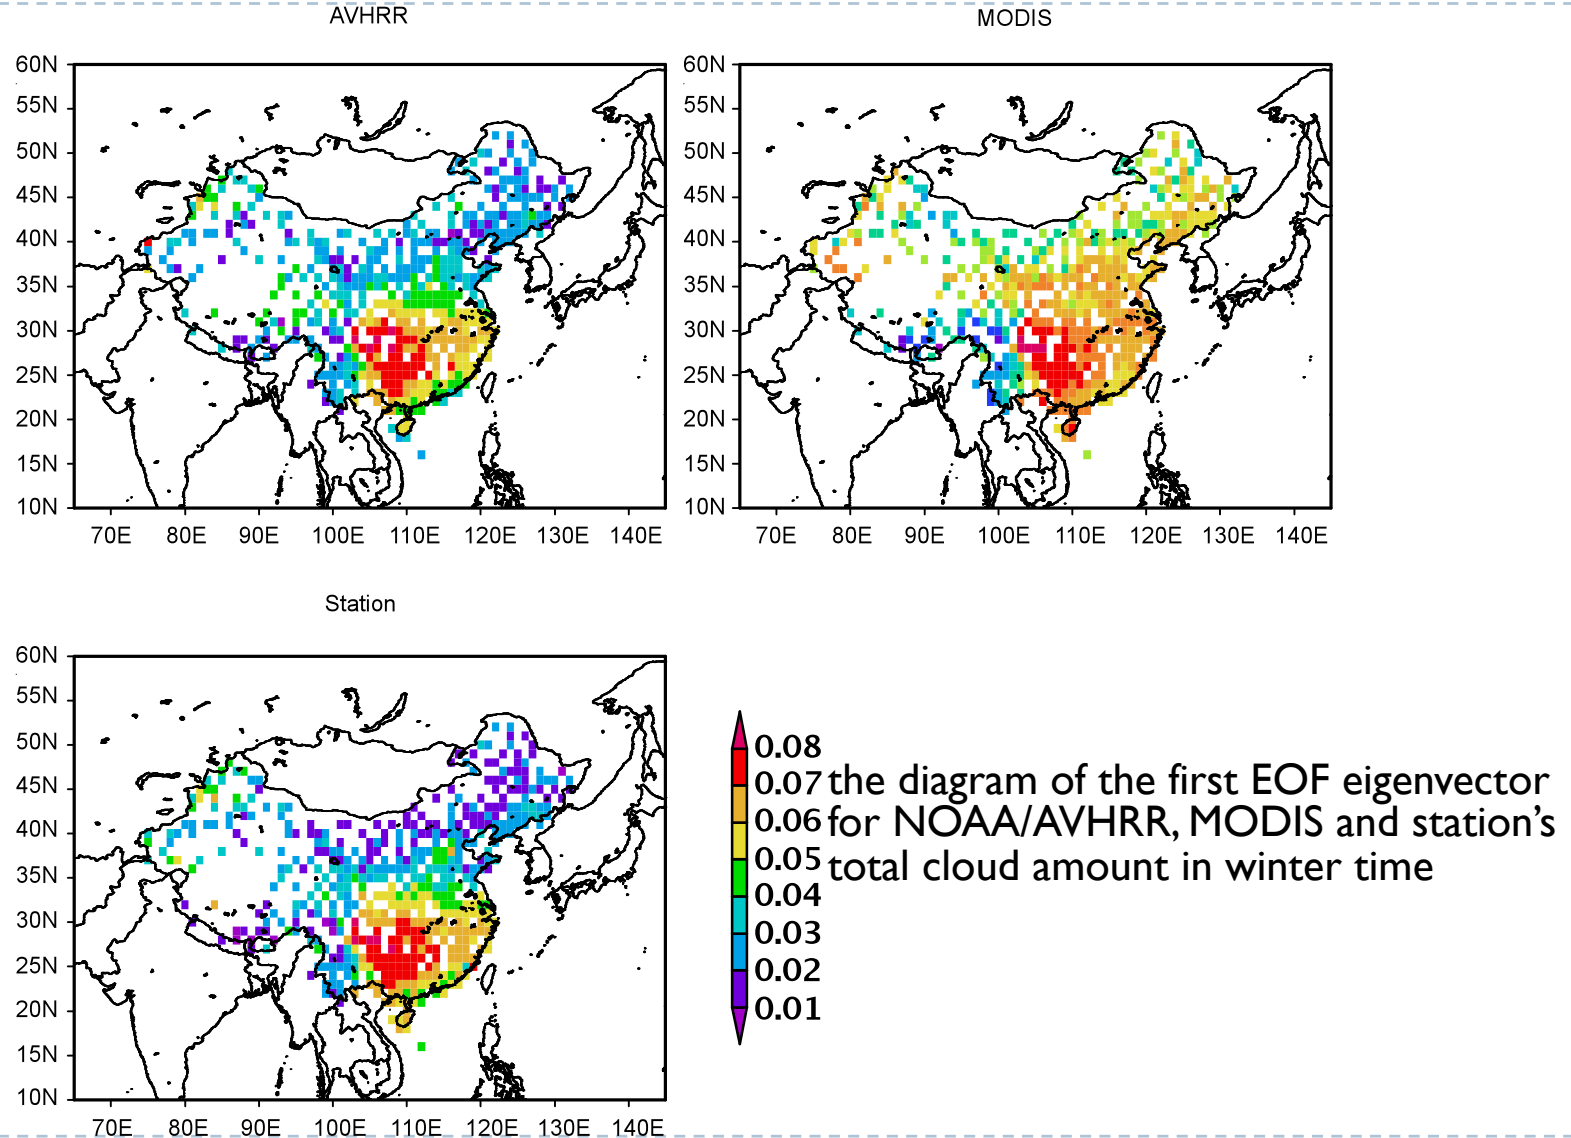 AVHRR
MODIS
60N
55N
50N
45N
40N
35N
30N
25N
20N
15N
10N
70E 80E 90E 100E 110E 120E 130E 140E
60N
55N
50N
45N
40N
35N
30N
25N
20N
15N
10N
70E 80E 90E 100E 110E 120E 130E 140E
Station
60N
55N
50N
45N
40N
35N
30N
25N
20N
15N
10N
70E 80E 90E 100E 110E 120E 130E 140E
0.08
0.07
0.06
0.05
0.04
0.03
0.02
0.01
the diagram of the first EOF eigenvector
for NOAA/AVHRR, MODIS and station’s
total cloud amount in winter time